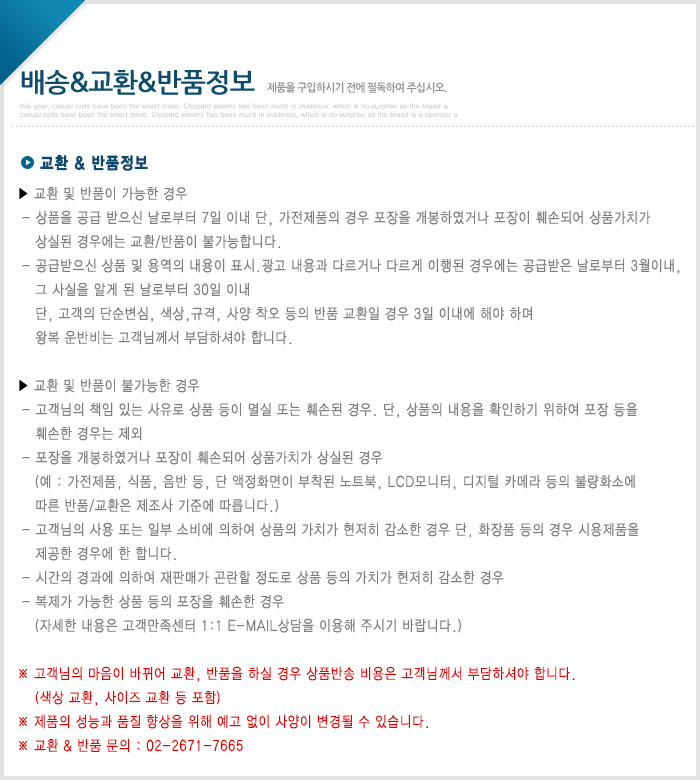 배송&교환&반품정보 제품을 구입하시기 전에 필독하여 주십시오.
this year, casual coils have been the smart move. Chopard jewelry has been much in evidence, which is no surprise as the brand is
casual coils have been the smart move. Chopard jewelry has been much in evidence, which is no surprise as the brand is a sponsor a
교환 & 반품정보
▶ 교환 및 반품이 가능한 경우
- 상품을 공급 받으신 날로부터 7일 이내 단, 가전제품의 경우 포장을 개봉하였거나 포장이 훼손되어 상품가치가
상실된 경우에는 교환/반품이 불가능합니다.
- 공급받으신 상품 및 용역의 내용이 표시.광고 내용과 다르거나 다르게 이행된 경우에는 공급받은 날로부터 3월이내,
그 사실을 알게 된 날로부터 30일 이내
단, 고객의 단순변심, 색상,규격, 사양 착오 등의 반품 교환일 경우 3일 이내에 해야 하며
왕복 운반비는 고객님께서 부담하셔야 합니다.
▶ 교환 및 반품이 불가능한 경우
- 고객님의 책임 있는 사유로 상품 등이 멸실 또는 훼손된 경우. 단, 상품의 내용을 확인하기 위하여 포장 등을
훼손한 경우는 제외
- 포장을 개봉하였거나 포장이 훼손되어 상품가치가 상실된 경우
(예 : 가전제품, 식품, 음반 등, 단 액정화면이 부착된 노트북, LCD모니터, 디지털 카메라 등의 불량화소에
따른 반품/교환은 제조사 기준에 따릅니다.)
- 고객님의 사용 또는 일부 소비에 의하여 상품의 가치가 현저히 감소한 경우 단, 화장품 등의 경우 시용제품을
제공한 경우에 한 합니다.
- 시간의 경과에 의하여 재판매가 곤란할 정도로 상품 등의 가치가 현저히 감소한 경우
- 복제가 가능한 상품 등의 포장을 훼손한 경우
(자세한 내용은 고객만족센터 1:1 E-MAIL상담을 이용해 주시기 바랍니다.)
※ 고객님의 마음이 바뀌어 교환, 반품을 하실 경우 상품반송 비용은 고객님께서 부담하셔야 합니다.
(색상 교환, 사이즈 교환 등 포함)
※ 제품의 성능과 품질 향상을 위해 예고 없이 사양이 변경될 수 있습니다.
※ 교환 & 반품 문의 : 02-2671-7665